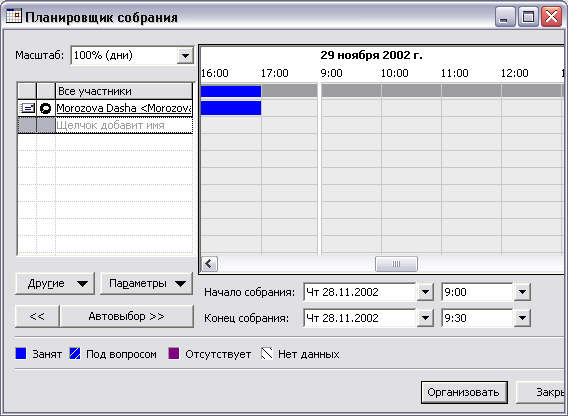 Планировщик собрания
Масштаб: 100% (дни)
29 ноября 2002 г.
16:00 17:00 9:00 10:00 11:00 12:00
Все участники
Morozova Dasha <Morozova
Щелчок добавит имя
Другие Параметры
<< Автовыбор >>
Начало собрания: Чт 28.11.2002 9:00
Конец собрания: Чт 28.11.2002 9:30
Занят Под вопросом Отсутствует Нет данных
Организовать Закры